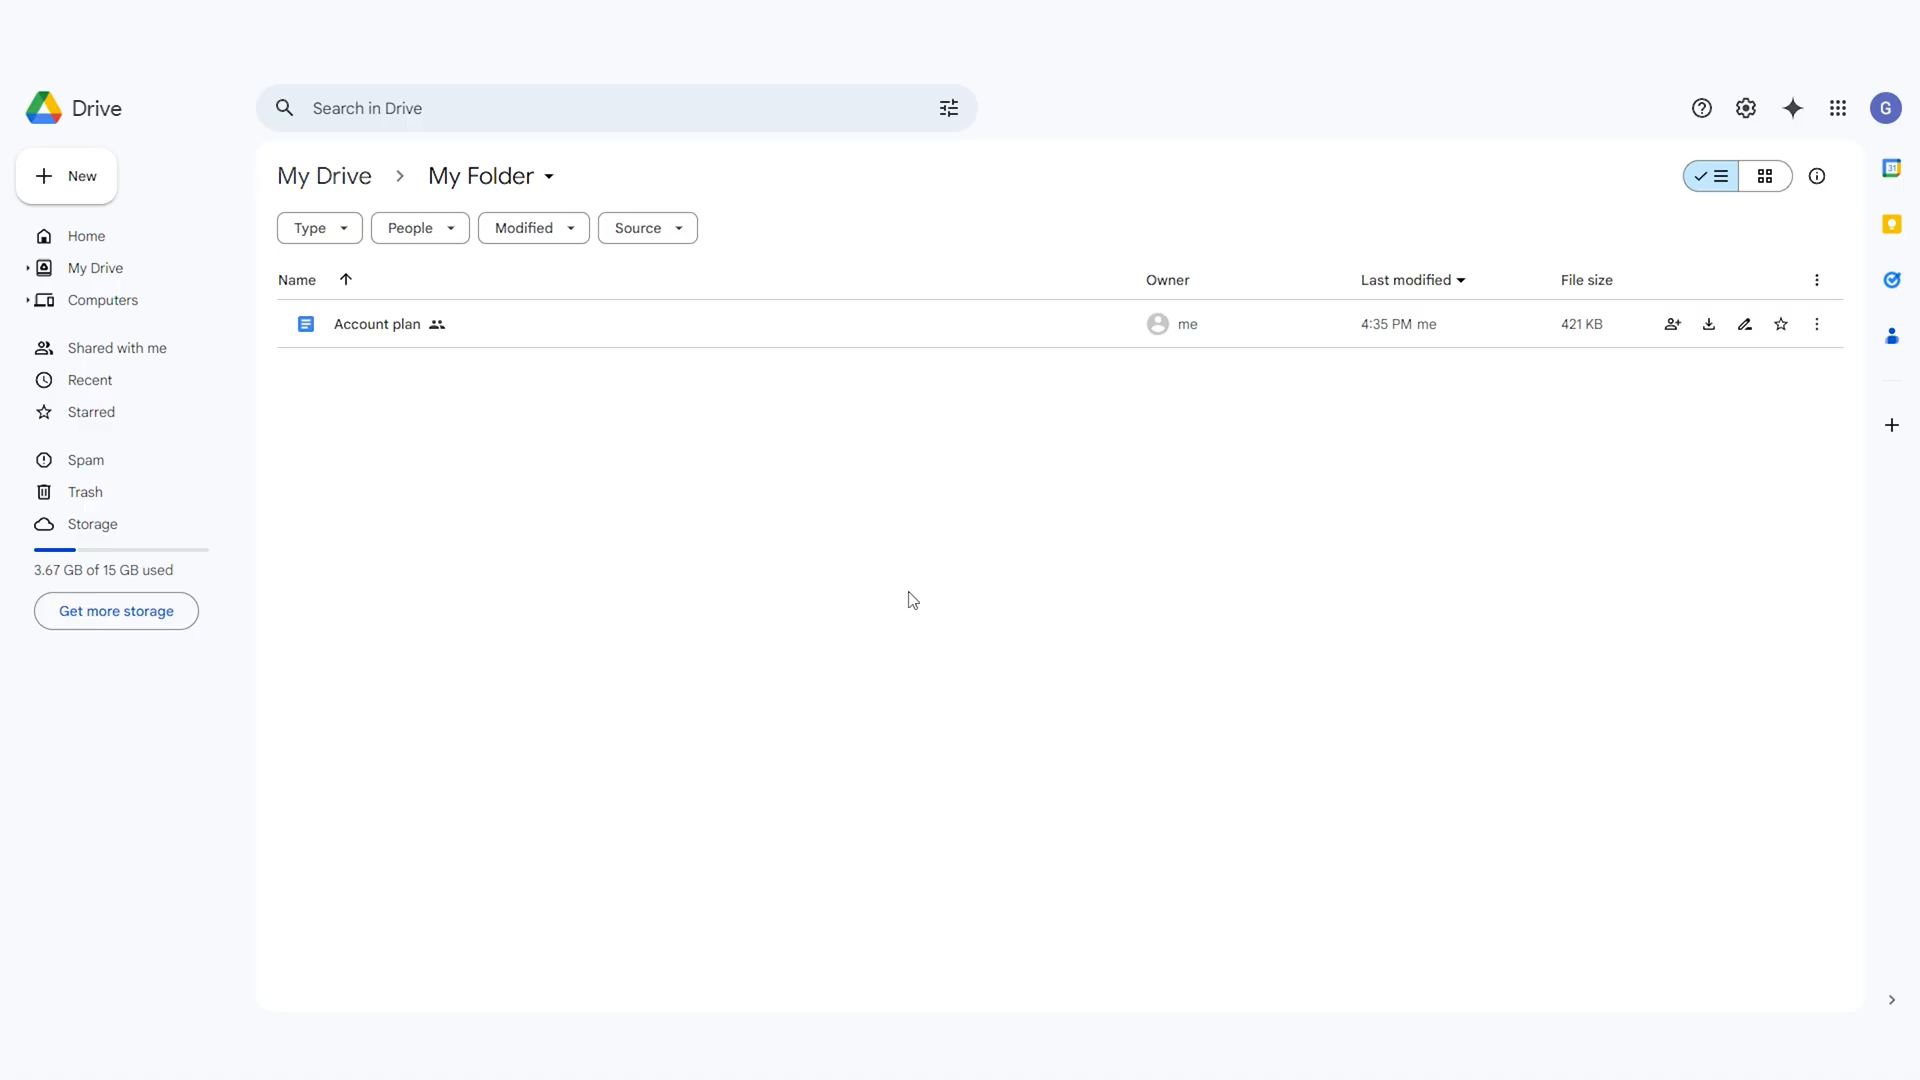 Drive
Search in Drive
G
New
My Drive > My Folder
31
Type People Modified Source
Home
My Drive
Computers
Name Owner Last modified File size
Account plan me 4:35 PM me 421 KB
Shared with me
Recent
Starred
Spam
Trash
Storage
3.67 GB of 15 GB used
Get more storage